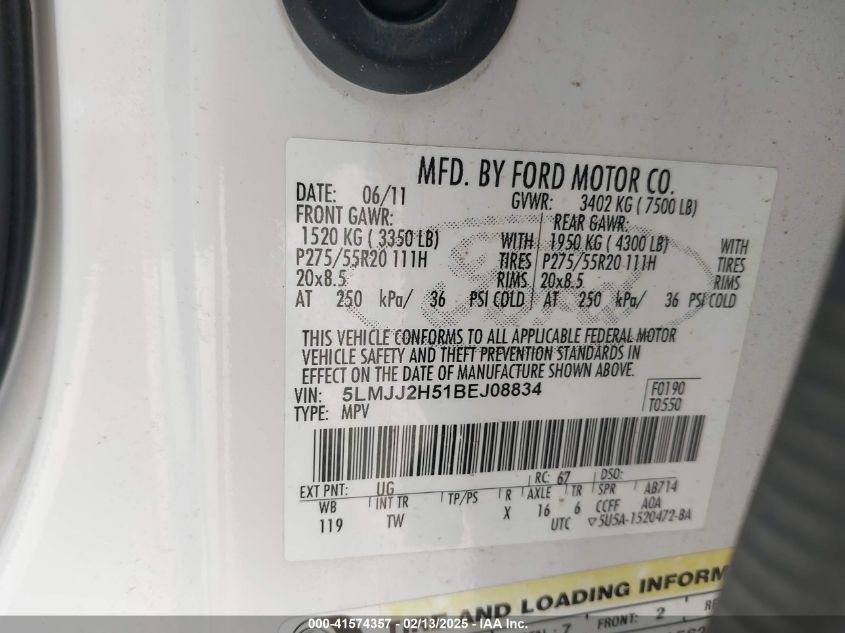 MFD. BY FORD MOTOR CO.
DATE: 06/11 GVWR: 3402 KG ( 7500 LB)
FRONT GAWR: REAR GAWR:
1520 KG ( 3350 LB) WITH 1950 KG ( 4300 LB) WITH
P275/55R20 111H TIRES P275/55R20 111H TIRES
20x8.5 RIMS 20x8.5 RIMS
AT 250 kPa/ 36 PSI COLD AT 250 kPa/ 36 PSI COLD
THIS VEHICLE CONFORMS TO ALL APPLICABLE FEDERAL MOTOR
VEHICLE SAFETY AND THEFT PREVENTION STANDARDS IN
EFFECT ON THE DATE OF MANUFACTURE SHOWN ABOVE.
VIN: 5LMJJ2H51BEJ08834 F0190
TYPE: MPV T0550
EXT PNT: UG RC: 67 DSO:
WB INT TR TP/PS R AXLE TR SPR AB714
119 TW X 16 6 CCFF AOA
UTC ▽5U5A-1520472-BA
AND LOADING INFORM
7 FRONT: 2
000-41574357 - 02/13/2025 - IAAI.COM